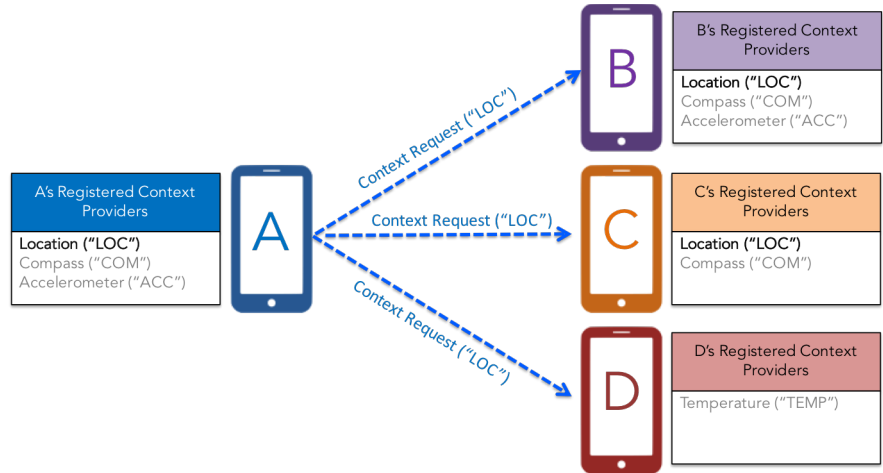 A's Registered Context
Providers
Location (“LOC”)
Compass (“COM”)
Accelerometer (“ACC”)
A
Context Request (“LOC”)
Context Request (“LOC”)
Context Request (“LOC”)
B
B's Registered Context
Providers
Location (“LOC”)
Compass (“COM”)
Accelerometer (“ACC”)
C
C's Registered Context
Providers
Location (“LOC”)
Compass (“COM”)
D
D's Registered Context
Providers
Temperature (“TEMP”)